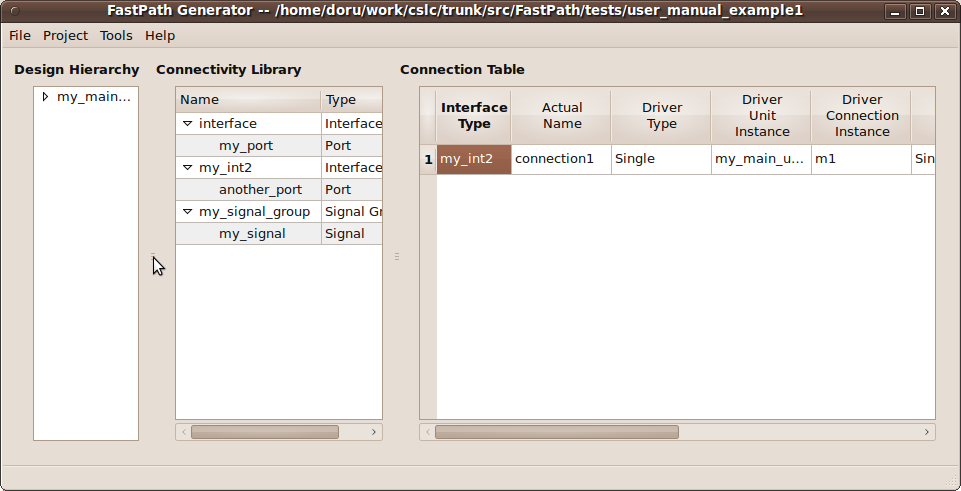 FastPath Generator -- /home/doru/work/cslc/trunk/src/FastPath/tests/user_manual_example1
File Project Tools Help
Design Hierarchy Connectivity Library Connection Table
my_main...
Name Type
interface Interface
my_port Port
my_int2 Interface
another_port Port
my_signal_group Signal Gr
my_signal Signal
Interface
Type
Actual
Name
Driver
Type
Driver
Unit
Instance
Driver
Connection
Instance
1 my_int2 connection1 Single my_main_u... m1 Sin